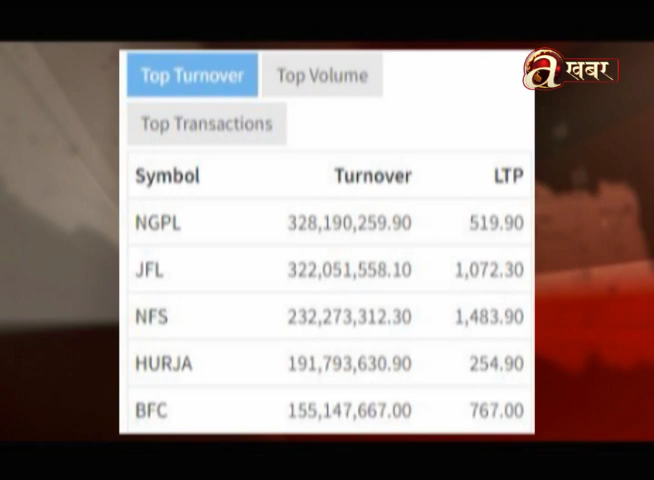 Top Turnover Top Volume
a खबर
Top Transactions
Symbol Turnover LTP
NGPL 328,190,259.90 519.90
JFL 322,051,558.10 1,072.30
NFS 232,273,312.30 1,483.90
HURJA 191,793,630.90 254.90
BFC 155,147,667.00 767.00